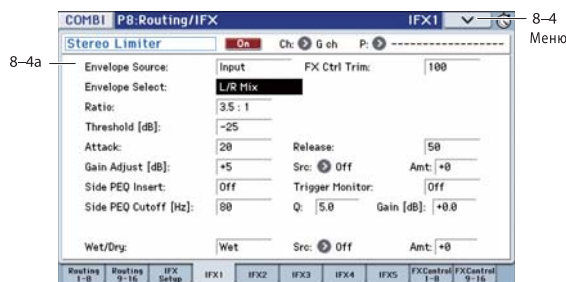 COMBI P8:Routing/IFX IFX1 8–4
Меню
Stereo Limiter On Ch: G ch P: --------------------
8–4a
Envelope Source: Input FX Ctrl Trim: 100
Envelope Select: L/R Mix
Ratio: 3.5 : 1
Threshold [dB]: -25
Attack: 20 Release: 50
Gain Adjust [dB]: +5 Src: Off Amt: +0
Side PEQ Insert: Off Trigger Monitor: Off
Side PEQ Cutoff [Hz]: 80 Q: 5.0 Gain [dB]: +0.0
Wet/Dry: Wet Src: Off Amt: +0
Routing 1-8 Routing 9-16 IFX Setup IFX1 IFX2 IFX3 IFX4 IFX5 FXControl 1-8 FXControl 9-16